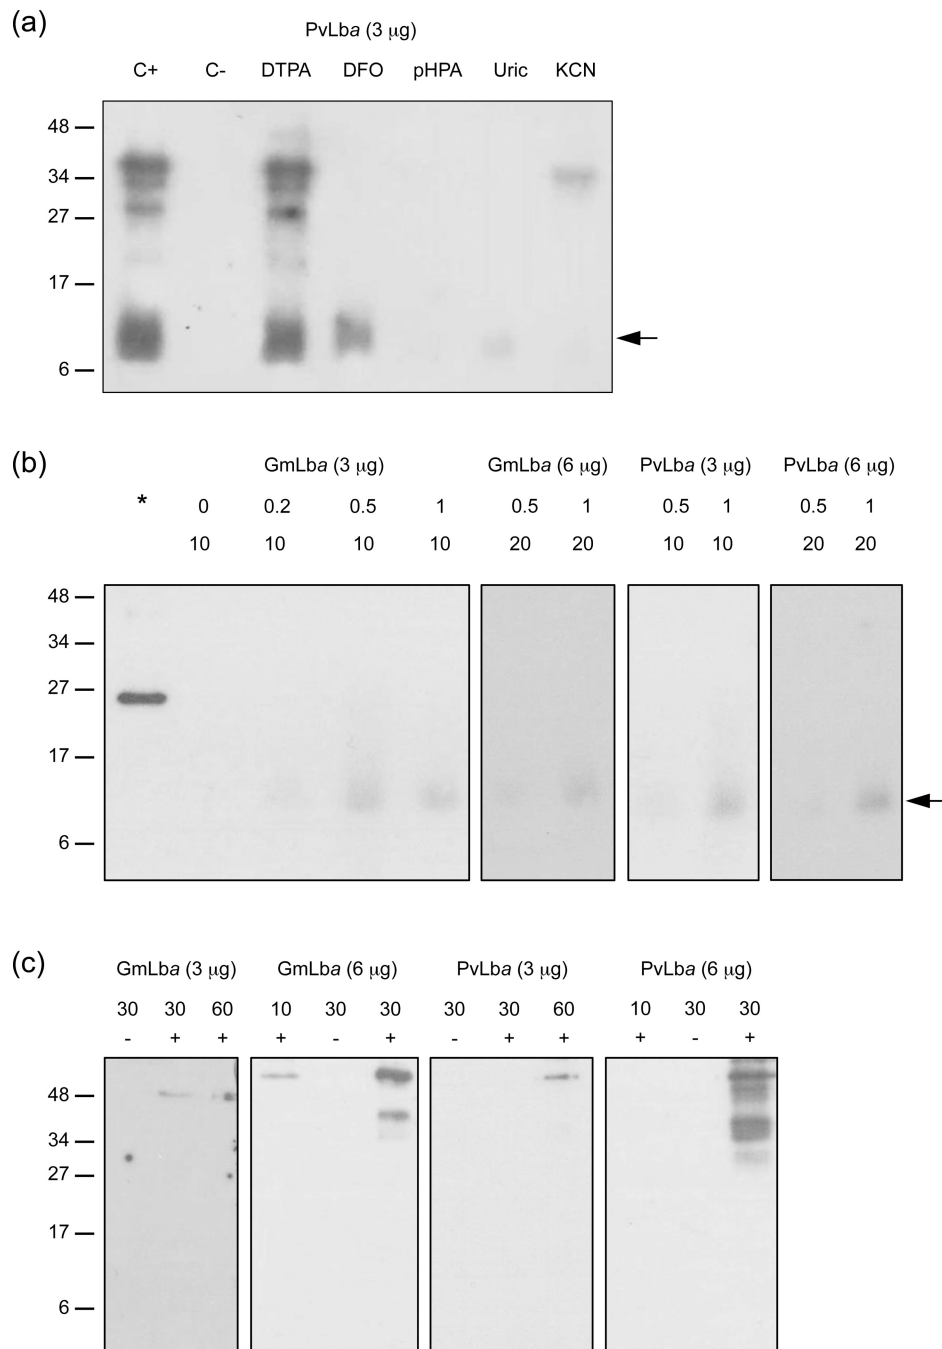 (a)
PvLba (3 μg)
C+ C- DTPA DFO pHPA Uric KCN
48
34
27
17
6
(b)
GmLba (3 μg) GmLba (6 μg) PvLba (3 μg) PvLba (6 μg)
* 0 0.2 0.5 1 0.5 1 0.5 1 0.5 1
10 10 10 10 20 20 10 10 20 20
48
34
27
17
6
(c)
GmLba (3 μg) GmLba (6 μg) PvLba (3 μg) PvLba (6 μg)
30 30 60 10 30 30 30 30 60 10 30 30
- + + + - + - + + + - +
48
34
27
17
6